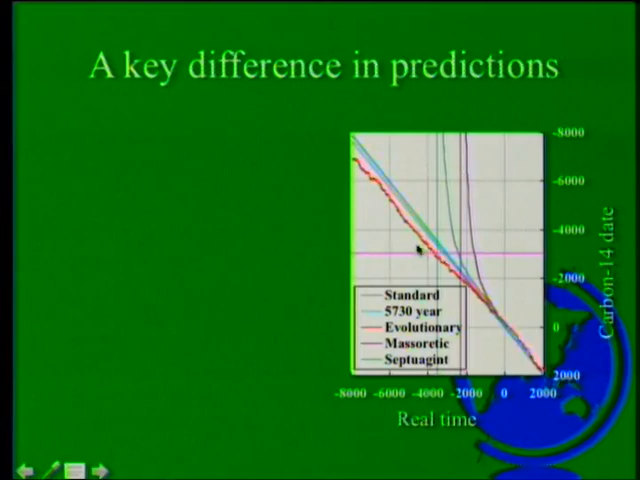 A key difference in predictions
-8000
-6000
-4000
-2000
0
2000
Carbon-14 date
Standard
5730 year
Evolutionary
Massoretic
Septuagint
-8000 -6000 -4000 -2000 0 2000
Real time